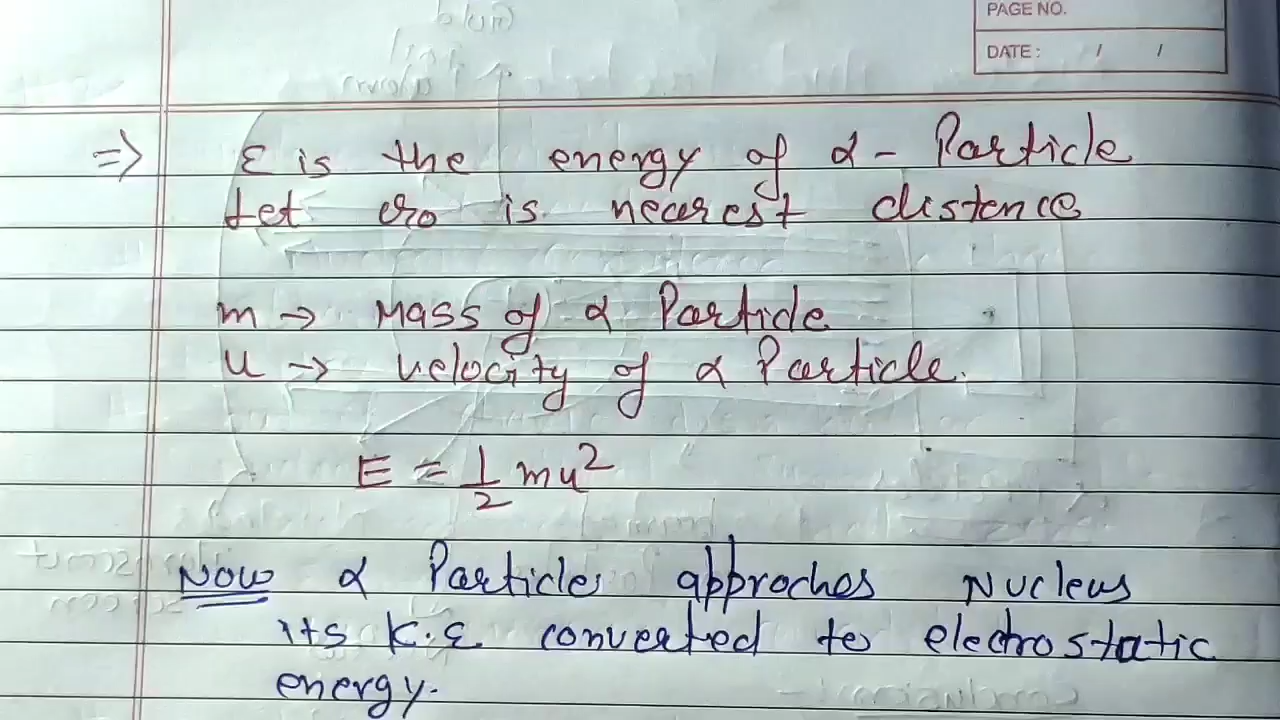 PAGE NO.
DATE: / /
=> E is the energy of α - Particle
Let ro is nearest distence
m → Mass of α Particle
u → velocity of α Particle.
E = 1/2 mu²
Now α Particle approches Nucleus
its K.E converted to electrostatic
energy.